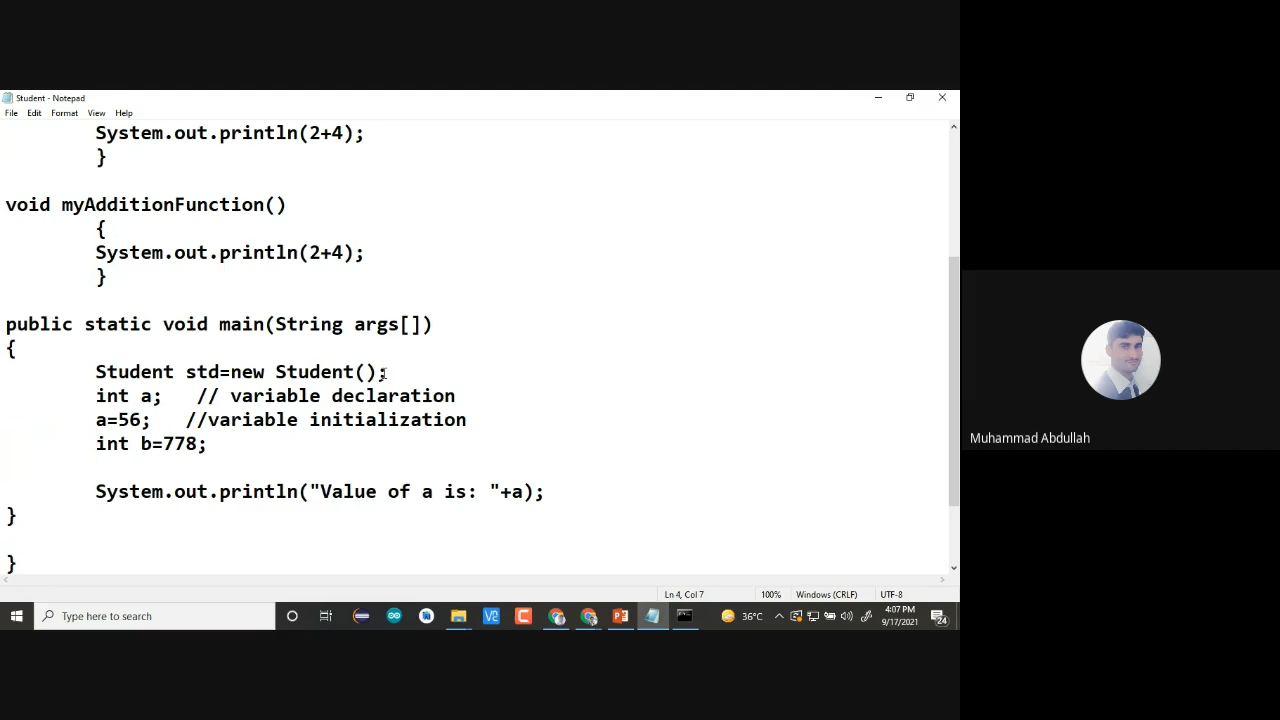 Student - Notepad
File Edit Format View Help
System.out.println(2+4);
}
void myAdditionFunction()
{
System.out.println(2+4);
}
public static void main(String args[])
{
Student std=new Student();
int a; // variable declaration
a=56; //variable initialization
int b=778;
System.out.println("Value of a is: "+a);
}
}
Ln 4, Col 7 100% Windows (CRLF) UTF-8
Type here to search
36°C
4:07 PM
9/17/2021
24
Muhammad Abdullah